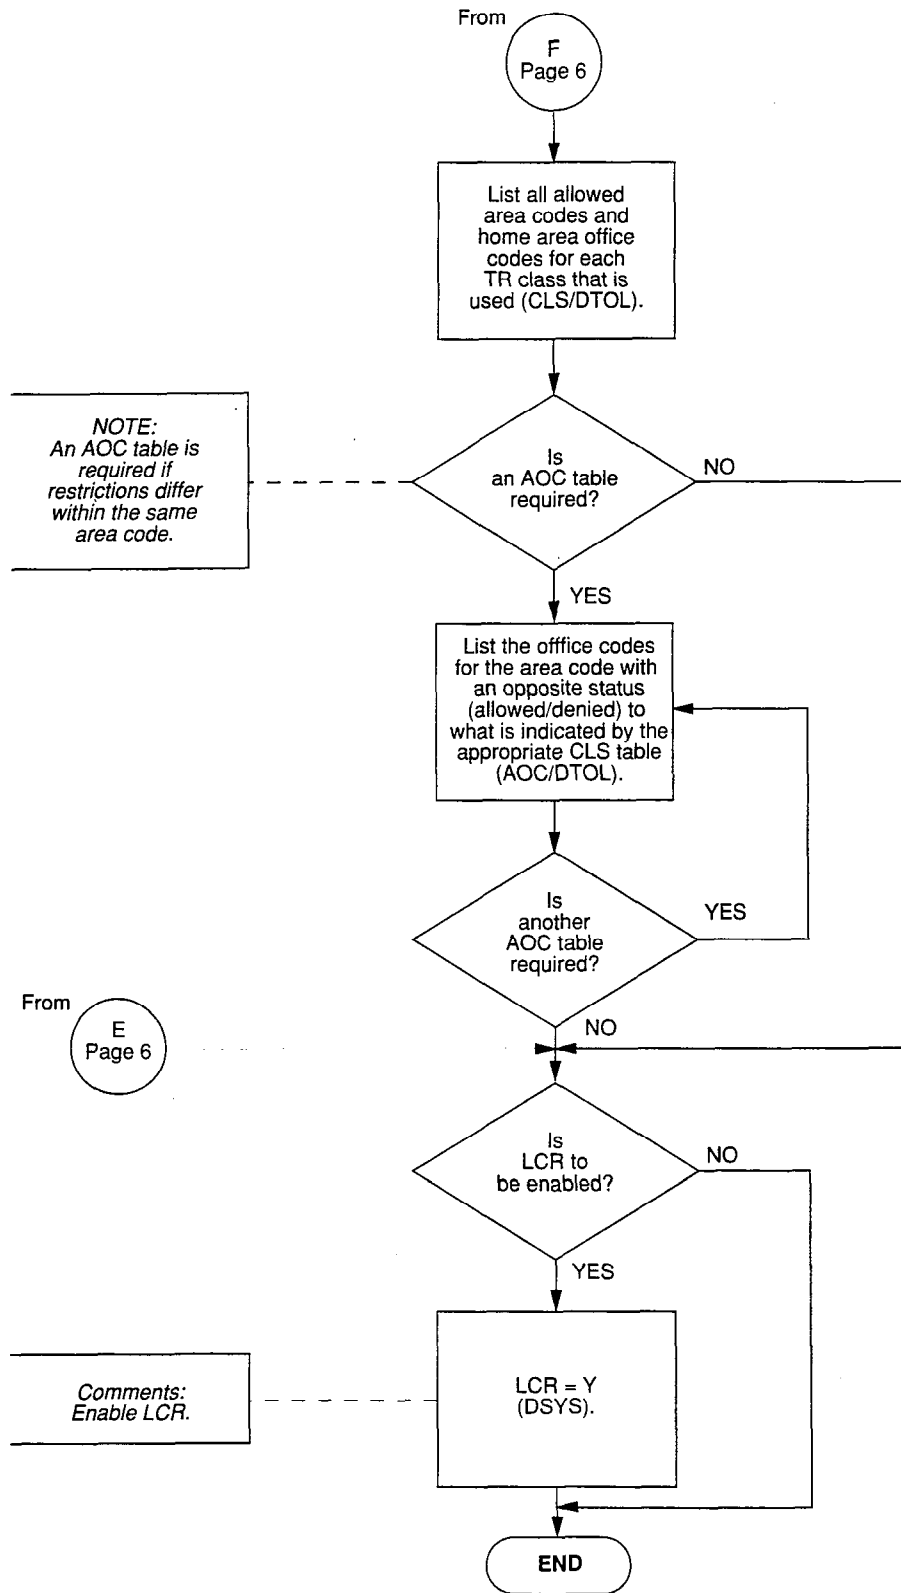 From
F
Page 6
List all allowed
area codes and
home area office
codes for each
TR class that is
used (CLS/DTOL).
NOTE:
An AOC table is
required if
restrictions differ
within the same
area code.
Is
an AOC table
required?
NO
YES
List the offfice codes
for the area code with
an opposite status
(allowed/denied) to
what is indicated by the
appropriate CLS table
(AOC/DTOL).
Is
another
AOC table
required?
YES
NO
From
E
Page 6
Is
LCR to
be enabled?
NO
YES
Comments:
Enable LCR.
LCR = Y
(DSYS).
END